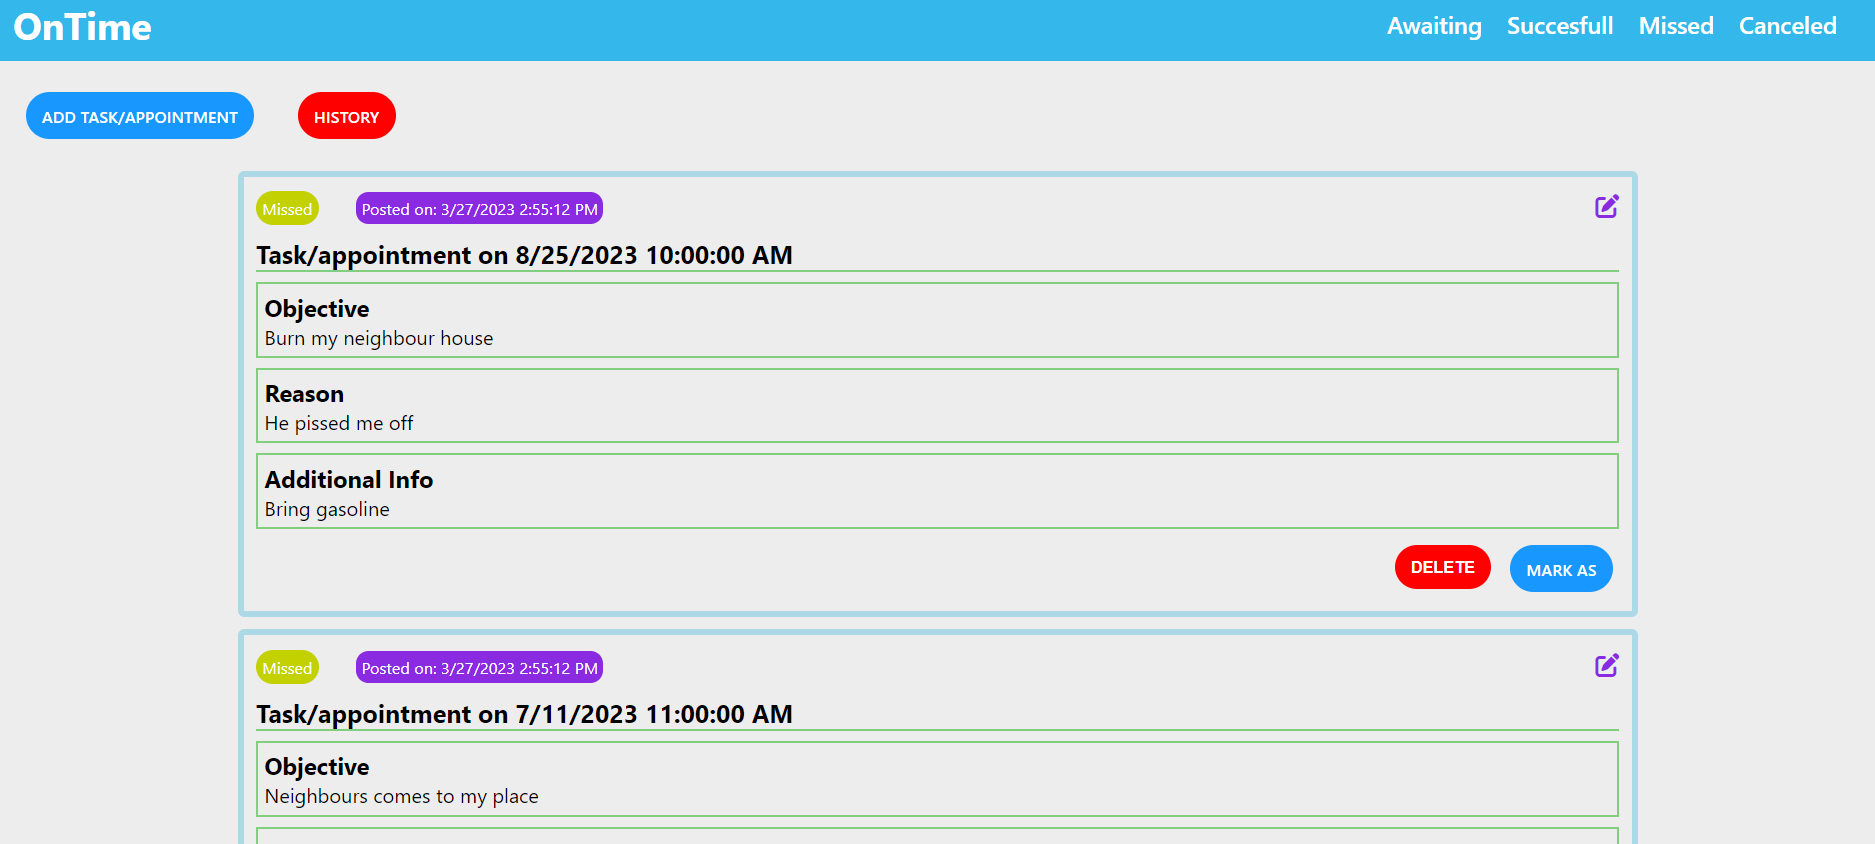 OnTime
Awaiting Succesfull Missed Canceled
ADD TASK/APPOINTMENT
HISTORY
Missed
Posted on: 3/27/2023 2:55:12 PM
Task/appointment on 8/25/2023 10:00:00 AM
Objective
Burn my neighbour house
Reason
He pissed me off
Additional Info
Bring gasoline
DELETE
MARK AS
Missed
Posted on: 3/27/2023 2:55:12 PM
Task/appointment on 7/11/2023 11:00:00 AM
Objective
Neighbours comes to my place